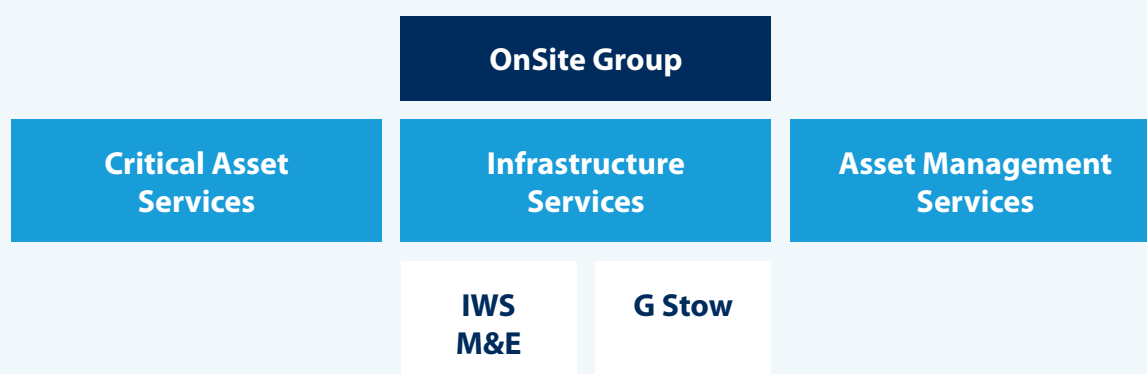 OnSite Group
Critical Asset
Services
Infrastructure
Services
Asset Management
Services
IWS
M&E
G Stow